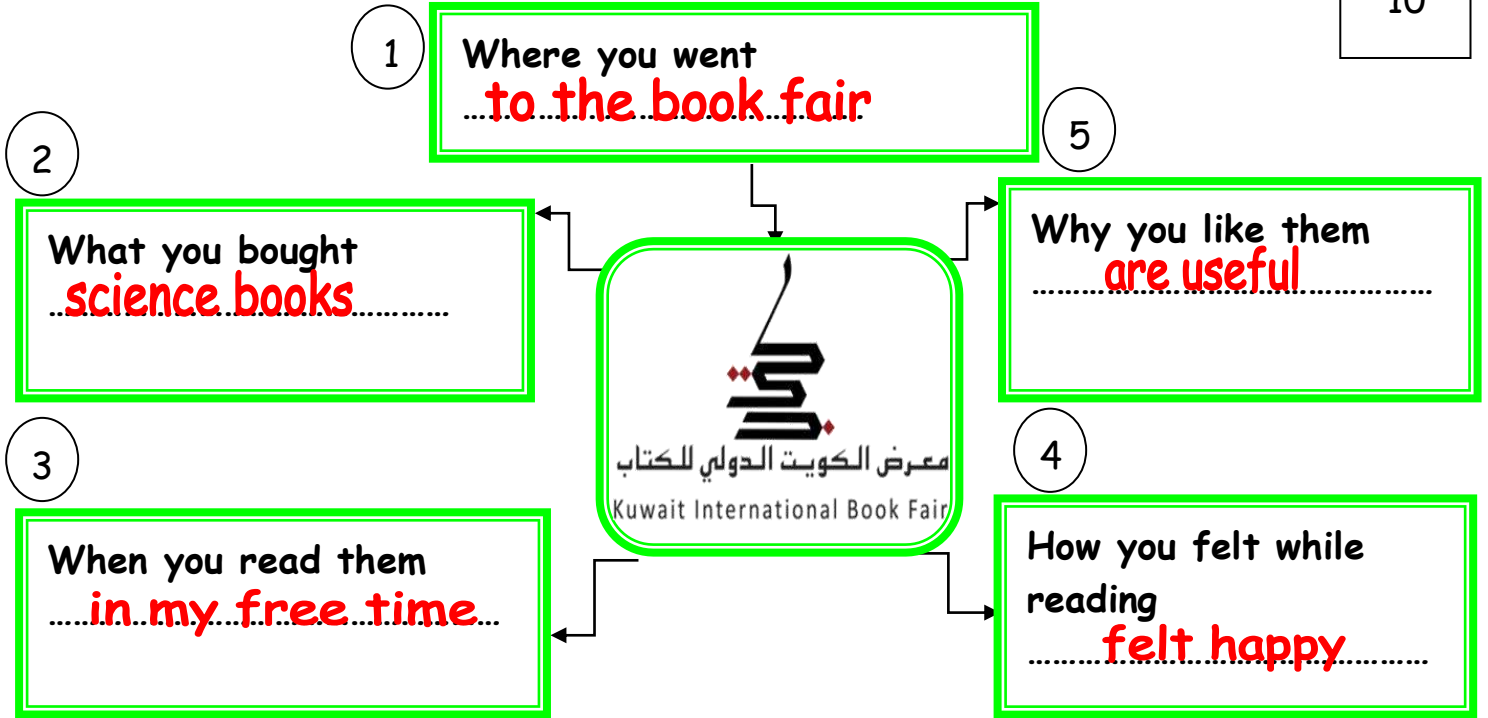 10
1
Where you went
to the book fair
2
What you bought
science books
3
When you read them
in my free time
4
How you felt while
reading
felt happy
5
Why you like them
are useful
معرض الكويت الدولي للكتاب
Kuwait International Book Fair